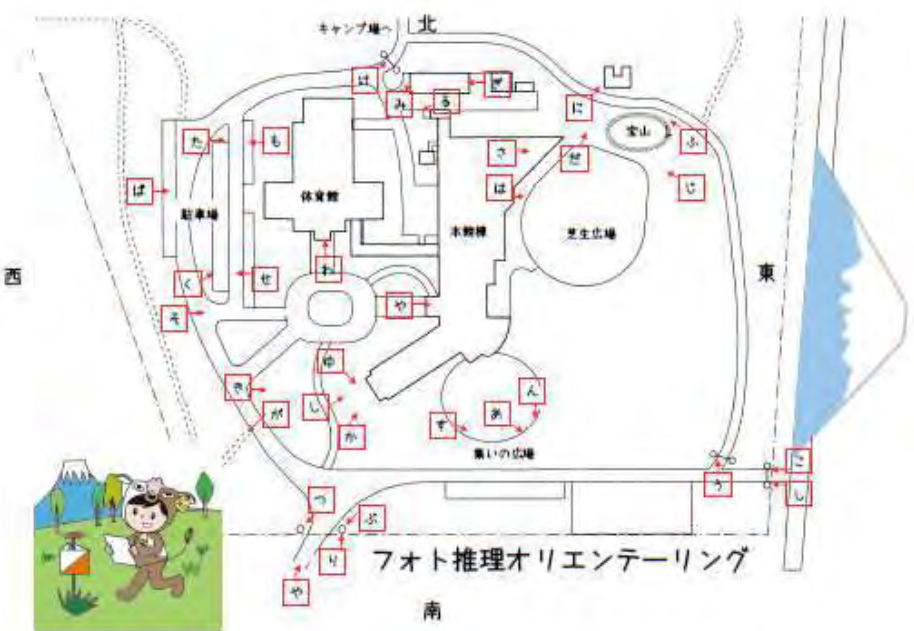 北
キャンプ場へ
け
み
る
ぎ
に
宝山
ふ
た
も
さ
だ
は
じ
ぱ
体育館
駐車場
本館棟
芝生広場
西
東
わ
く
せ
や
そ
ゆ
き
が
し
か
ん
あ
す
集いの広場
う
こ
し
つ
ぶ
り
や
フォト推理オリエンテーリング
南